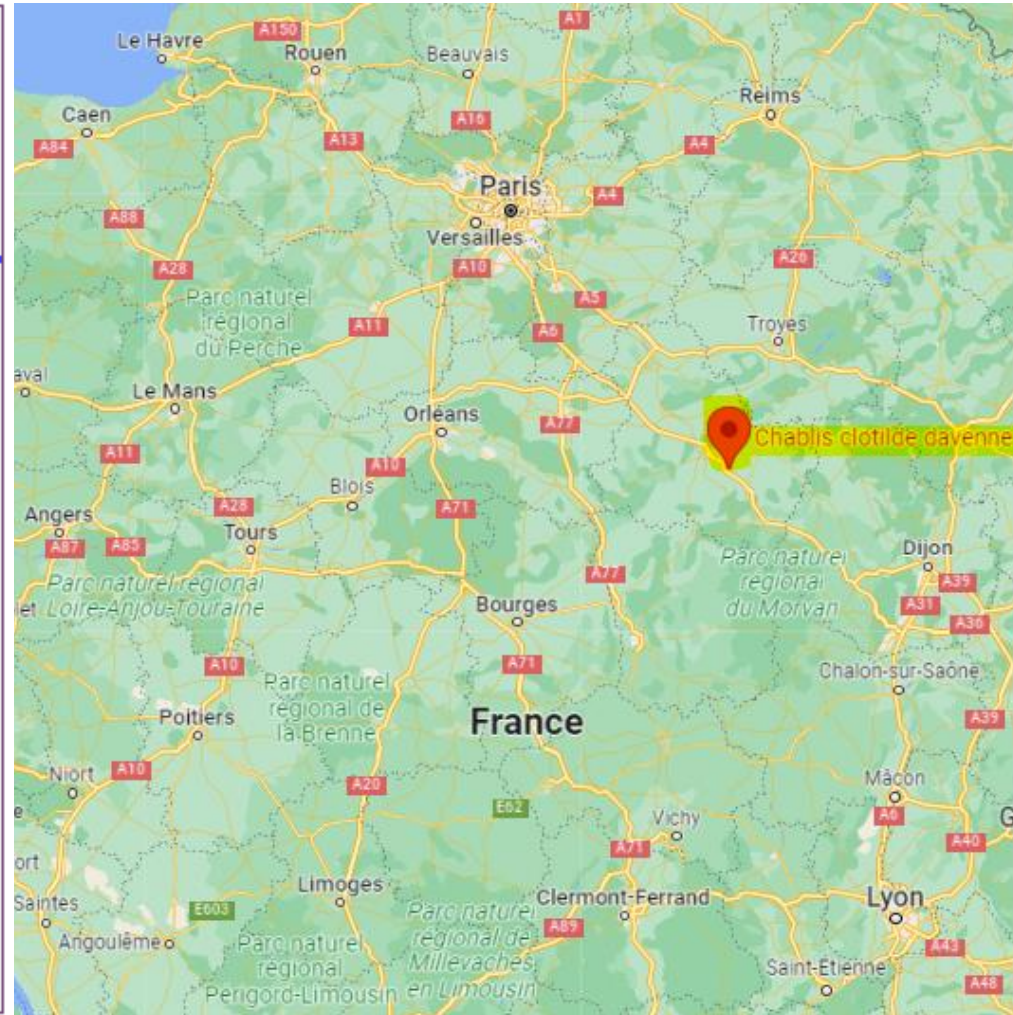 Le Havre
A150
Rouen
Beauvais
A1
Reims
Caen
A84
A13
A16
A4
Paris
A4
A88
Versailles
A10
A26
A28
Parc naturel
régional
du Perche
A11
A5
A6
Troyes
aval
Le Mans
Orléans
A77
Chablis clotilde davenne
A11
A10
Blois
A28
A71
Angers
Tours
A87
A85
Parc naturel
régional
du Morvan
Dijon
A77
A39
Parc naturel régional
Loire-Anjou-Touraine
let
Bourges
A31
A36
A10
A71
Chalon-sur-Saône
Parc naturel
régional de
la Brenne
Poitiers
France
A39
Niort
A10
A20
Mâcon
E62
Vichy
A6
G
A71
A40
ort
Limoges
Clermont-Ferrand
Lyon
Saintes
E603
Parc naturel
régional de
Millevaches
en Limousin
A89
Angoulême
A43
Parc naturel
régional
Périgord-Limousin
Saint-Étienne
A48